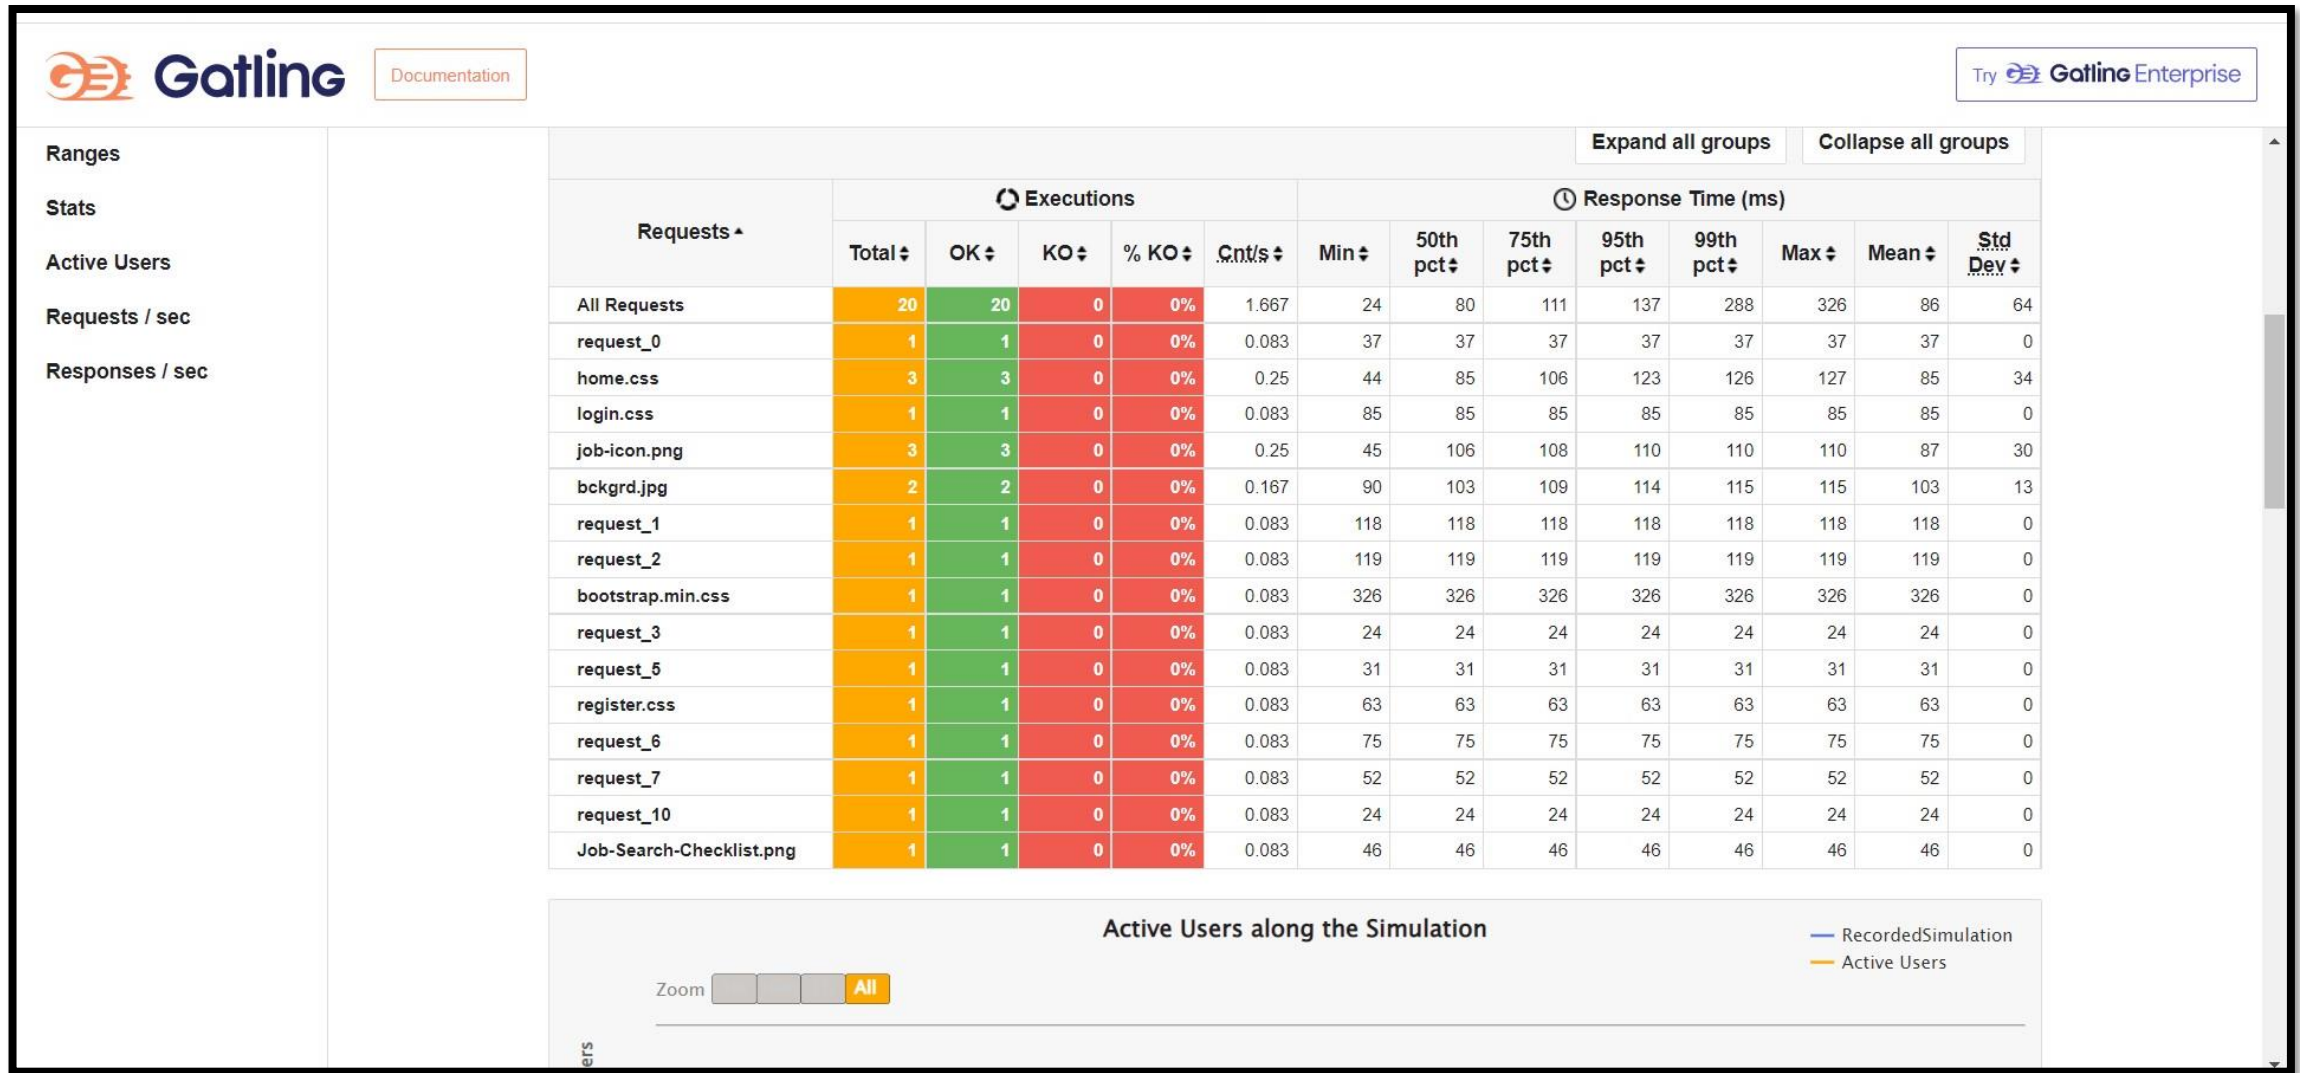 Gatling Documentation Try Gatling Enterprise
Ranges
Stats
Active Users
Requests / sec
Responses / sec
Expand all groups Collapse all groups
Requests Executions Response Time (ms)
Total OK KO % KO Cnt/s Min 50th pct 75th pct 95th pct 99th pct Max Mean Std Dev
All Requests 20 20 0 0% 1.667 24 80 111 137 288 326 86 64
request_0 1 1 0 0% 0.083 37 37 37 37 37 37 37 0
home.css 3 3 0 0% 0.25 44 85 106 123 126 127 85 34
login.css 1 1 0 0% 0.083 85 85 85 85 85 85 85 0
job-icon.png 3 3 0 0% 0.25 45 106 108 110 110 110 87 30
bckgrd.jpg 2 2 0 0% 0.167 90 103 109 114 115 115 103 13
request_1 1 1 0 0% 0.083 118 118 118 118 118 118 118 0
request_2 1 1 0 0% 0.083 119 119 119 119 119 119 119 0
bootstrap.min.css 1 1 0 0% 0.083 326 326 326 326 326 326 326 0
request_3 1 1 0 0% 0.083 24 24 24 24 24 24 24 0
request_5 1 1 0 0% 0.083 31 31 31 31 31 31 31 0
register.css 1 1 0 0% 0.083 63 63 63 63 63 63 63 0
request_6 1 1 0 0% 0.083 75 75 75 75 75 75 75 0
request_7 1 1 0 0% 0.083 52 52 52 52 52 52 52 0
request_10 1 1 0 0% 0.083 24 24 24 24 24 24 24 0
Job-Search-Checklist.png 1 1 0 0% 0.083 46 46 46 46 46 46 46 0
Active Users along the Simulation
RecordedSimulation
Active Users
Zoom All
ers